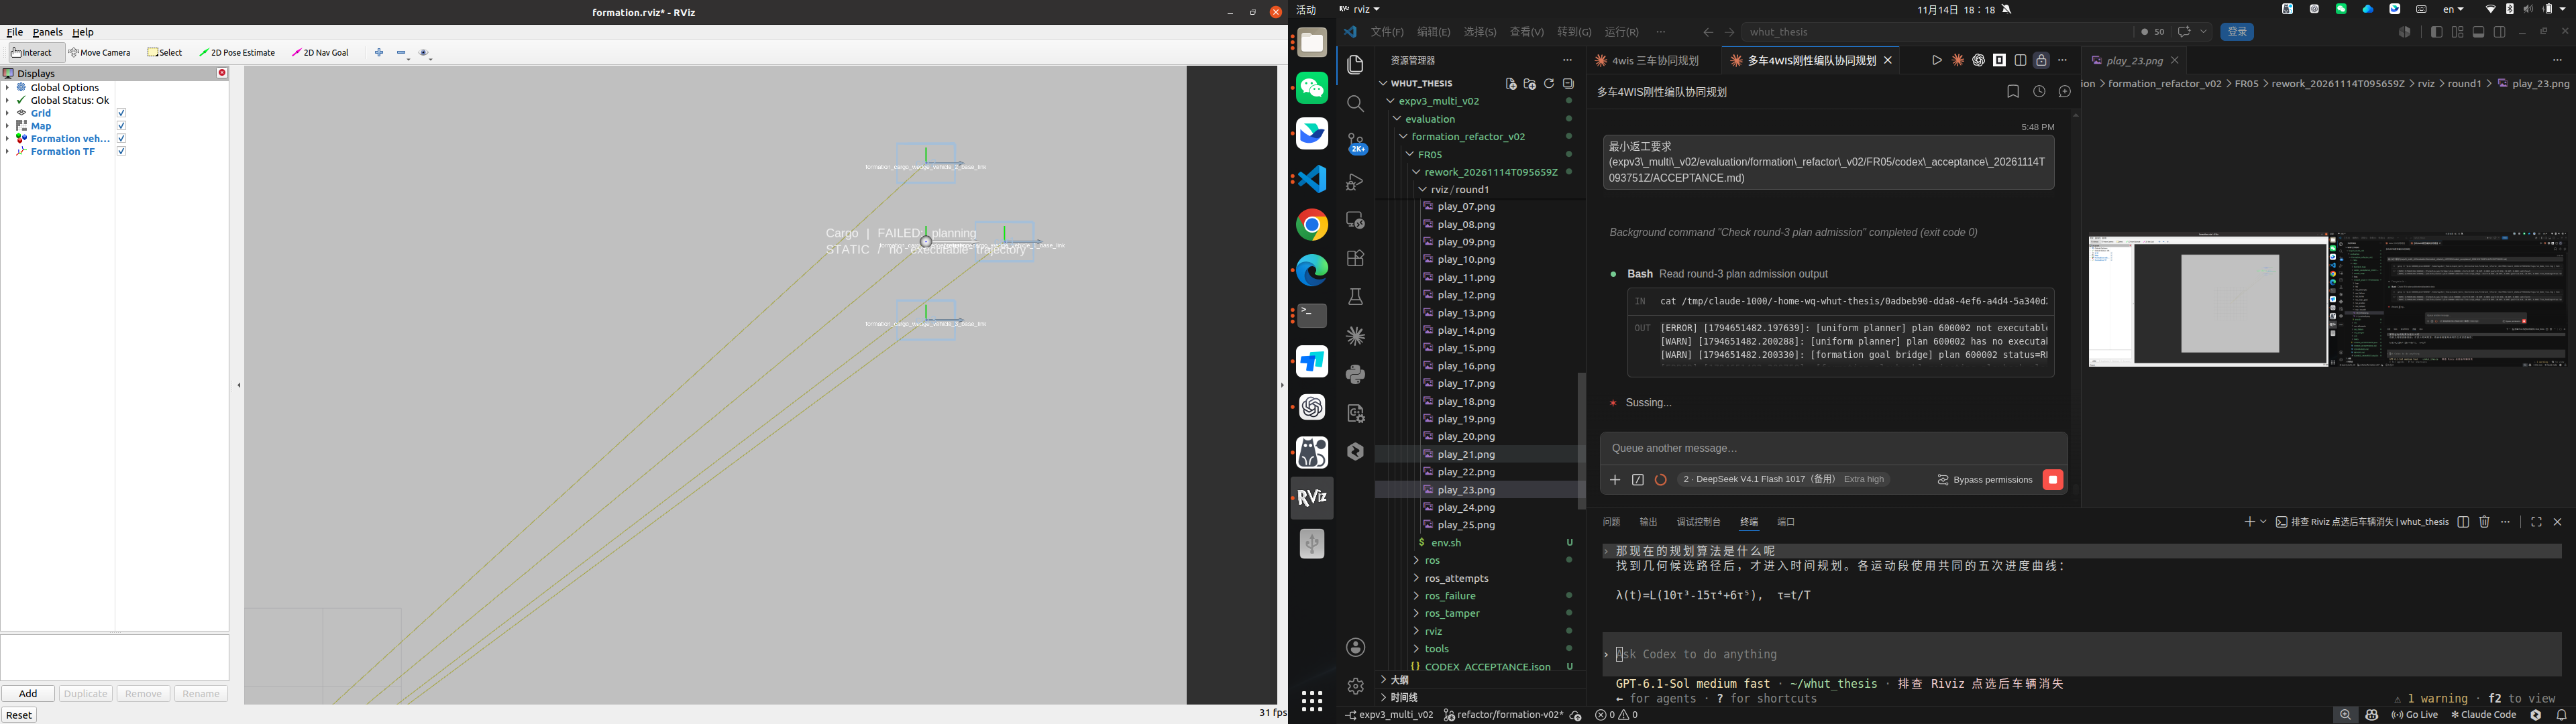 formation.rviz* - RViz
File Panels Help
Interact Move Camera Select 2D Pose Estimate 2D Nav Goal
Displays
Global Options
Global Status: Ok
Grid
Map
Formation veh...
Formation TF
Add Duplicate Remove Rename
Reset
31 fps
Cargo | FAILED: planning
STATIC / no executable trajectory
活动 rviz 11月14日 18：18 en
文件(F) 编辑(E) 选择(S) 查看(V) 转到(G) 运行(R) ···
whut_thesis
50
登录
资源管理器
WHUT_THESIS
expv3_multi_v02
evaluation
formation_refactor_v02
FR05
rework_20261114T095659Z
rviz / round1
play_07.png
play_08.png
play_09.png
play_10.png
play_11.png
play_12.png
play_13.png
play_14.png
play_15.png
play_16.png
play_17.png
play_18.png
play_19.png
play_20.png
play_21.png
play_22.png
play_23.png
play_24.png
play_25.png
env.sh U
ros
ros_attempts
ros_failure
ros_tamper
rviz
tools
CODEX_ACCEPTANCE.json U
大纲
时间线
2K+
4wis 三车协同规划
多车4WIS刚性编队协同规划
多车4WIS刚性编队协同规划
5:48 PM
最小返工要求
(expv3\_multi\_v02/evaluation/formation\_refactor\_v02/FR05/codex\_acceptance\_20261114T
093751Z/ACCEPTANCE.md)
Background command "Check round-3 plan admission" completed (exit code 0)
Bash Read round-3 plan admission output
IN cat /tmp/claude-1000/-home-wq-whut-thesis/0adbeb90-dda8-4ef6-a4d4-5a340d
OUT [ERROR] [1794651482.197639]: [uniform planner] plan 600002 not executable
[WARN] [1794651482.200288]: [uniform planner] plan 600002 has no executab
[WARN] [1794651482.200330]: [formation goal bridge] plan 600002 status=R
Sussing...
Queue another message…
2 · DeepSeek V4.1 Flash 1017（备用） Extra high
Bypass permissions
play_23.png
ion > formation_refactor_v02 > FR05 > rework_20261114T095659Z > rviz > round1 > play_23.png
问题 输出 调试控制台 终端 端口
排查 Riviz 点选后车辆消失 | whut_thesis
› 那现在的规划算法是什么呢
找到几何候选路径后，才进入时间规划。各运动段使用共同的五次进度曲线：
λ(t)=L(10τ³-15τ⁴+6τ⁵), τ=t/T
› Ask Codex to do anything
GPT-6.1-Sol medium fast · ~/whut_thesis · 排查 Riviz 点选后车辆消失
← for agents · ? for shortcuts
⚠ 1 warning · f2 to view
expv3_multi_v02 refactor/formation-v02* 0 0
Go Live Claude Code